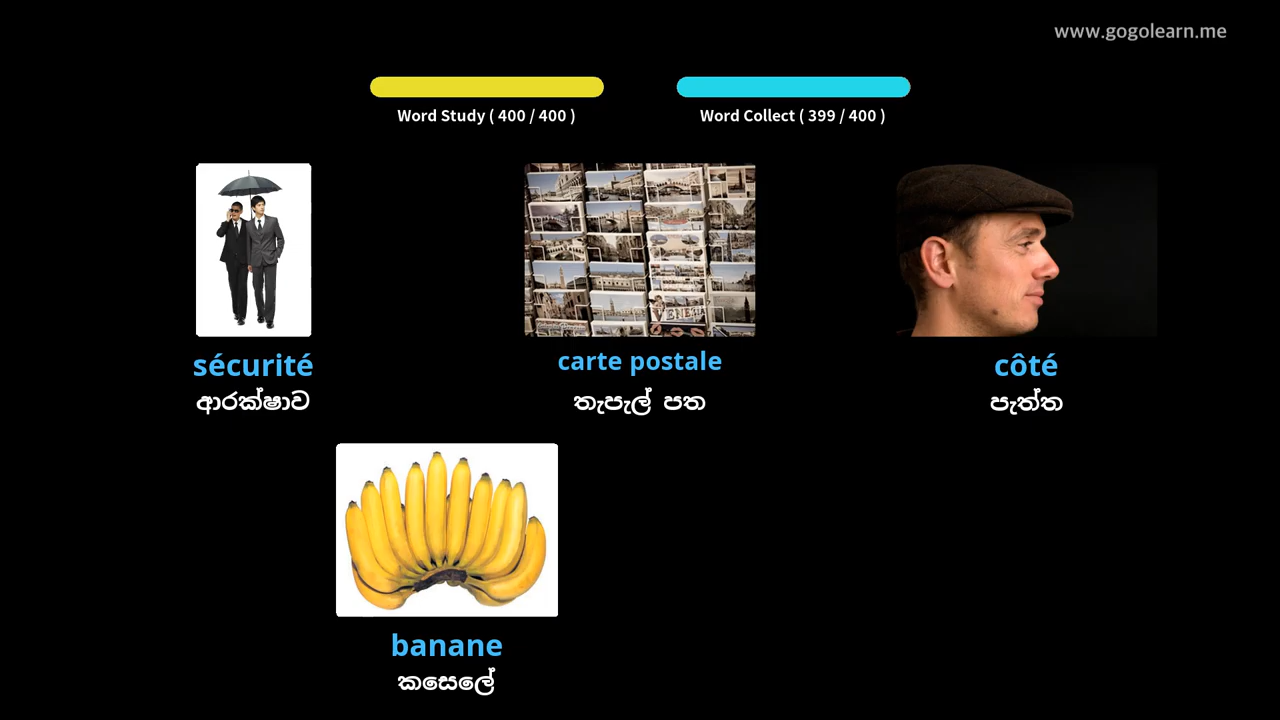 www.gogolearn.me
Word Study ( 400 / 400 )
Word Collect ( 399 / 400 )
sécurité
ආරක්ෂාව
carte postale
තැපැල් පත
côté
පැත්ත
banane
කසෙලේ